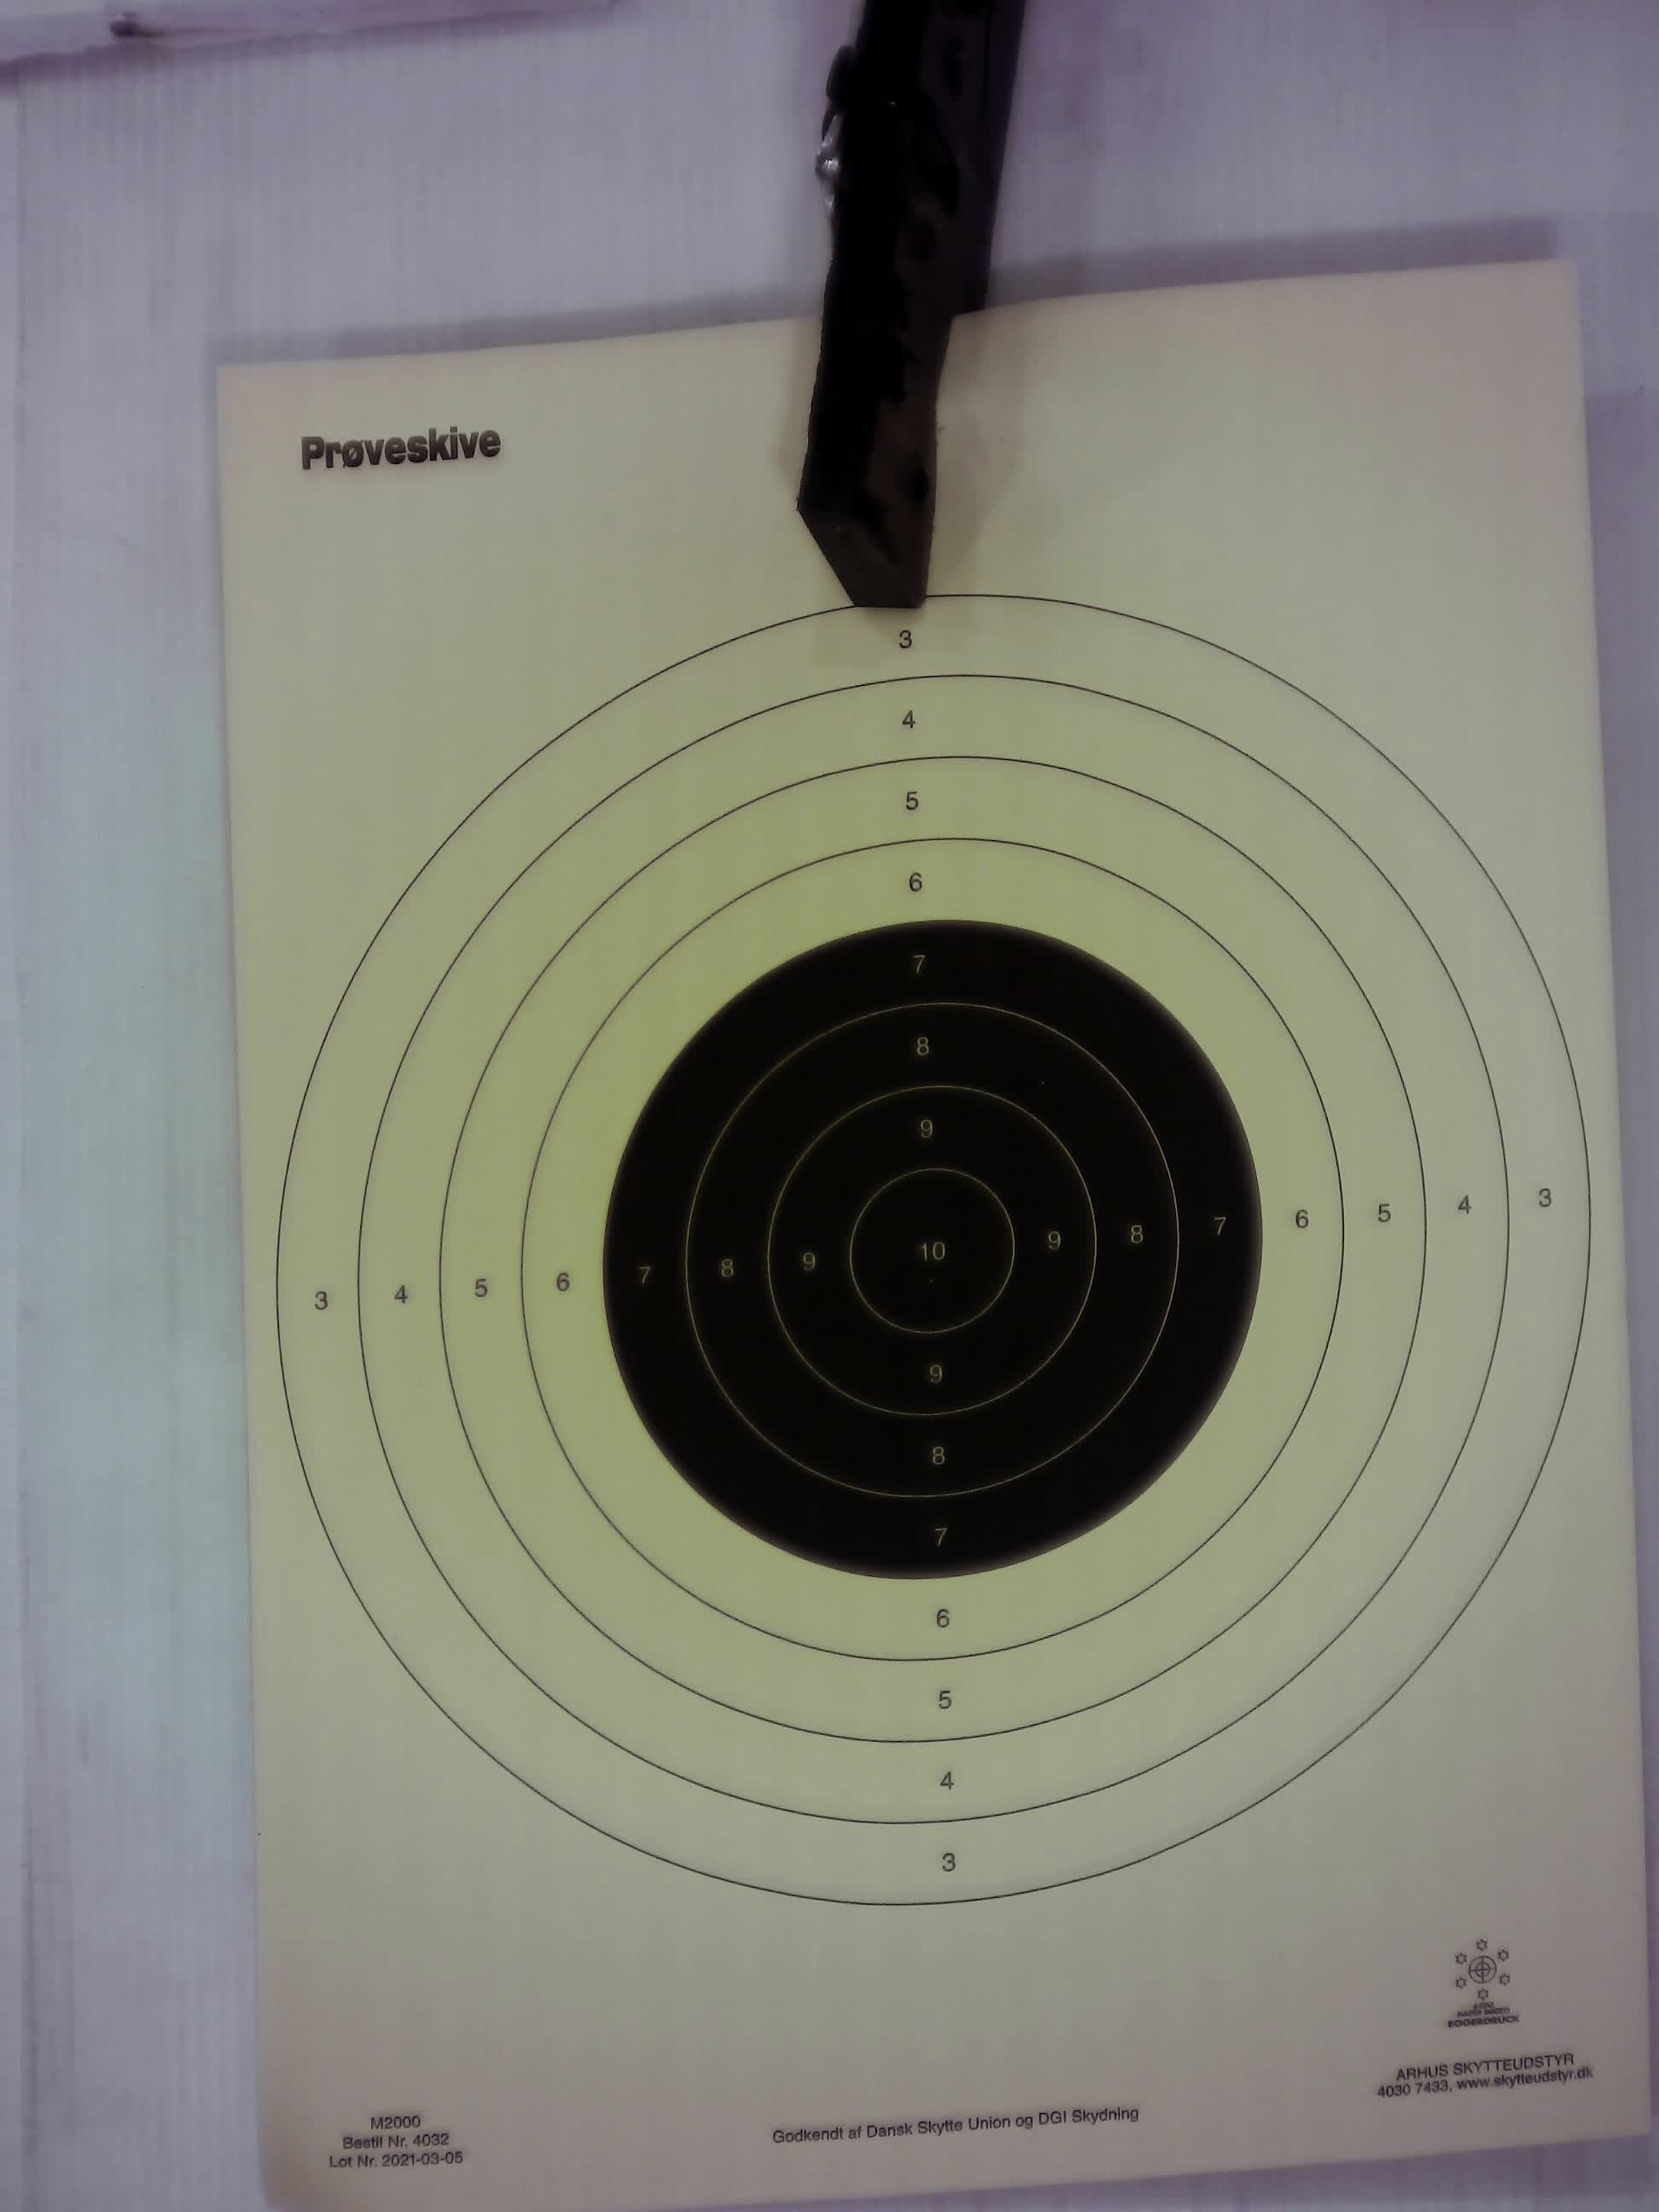 Prøveskive
3
4
5
6
7
8
9
3 4 5 6 7 8 9 10 9 8 7 6 5 4 3
9
8
7
6
5
4
3
EGGERDRUCK
ARHUS SKYTTEUDSTYR
4030 7433, www.skytteudstyr.dk
M2000
Bestil Nr. 4032
Lot Nr. 2021-03-05
Godkendt af Dansk Skytte Union og DGI Skydning